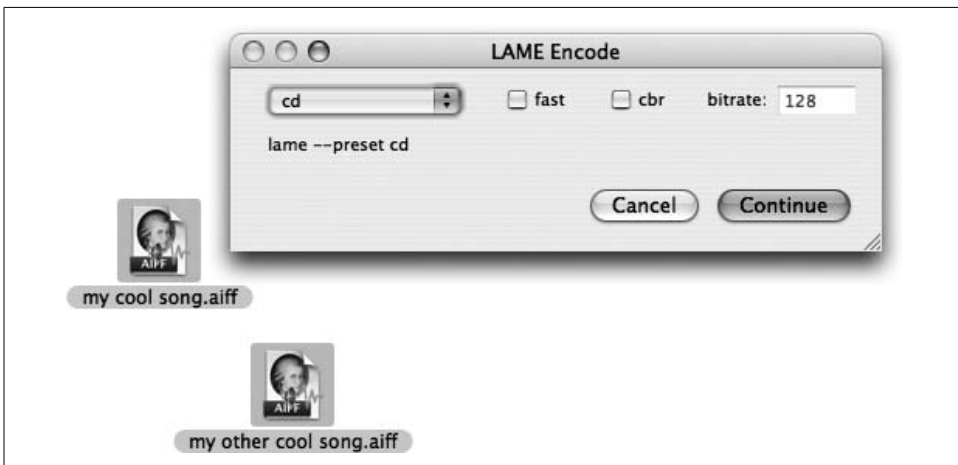 LAME Encode
cd fast cbr bitrate: 128
lame --preset cd
Cancel Continue
AIFF
my cool song.aiff
AIFF
my other cool song.aiff